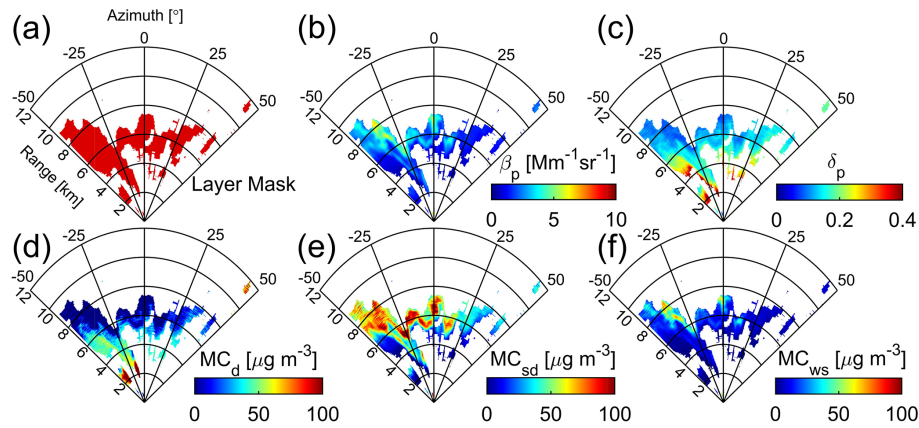 Azimuth [°]
(a) (b) (c)
0 0 0
-25 25 -25 25 -25 25
-50 50 -50 50 -50 50
12 12 12
10 10 10
8 8 8
6 6 6
4 4 4
2 2 2
Range [km]
Layer Mask
βp [Mm⁻¹sr⁻¹]
0 5 10
δp
0 0.2 0.4
(d) (e) (f)
0 0 0
-25 25 -25 25 -25 25
-50 50 -50 50 -50 50
12 12 12
10 10 10
8 8 8
6 6 6
4 4 4
2 2 2
MCd [μg m⁻³]
0 50 100
MCsd [μg m⁻³]
0 50 100
MCws [μg m⁻³]
0 50 100